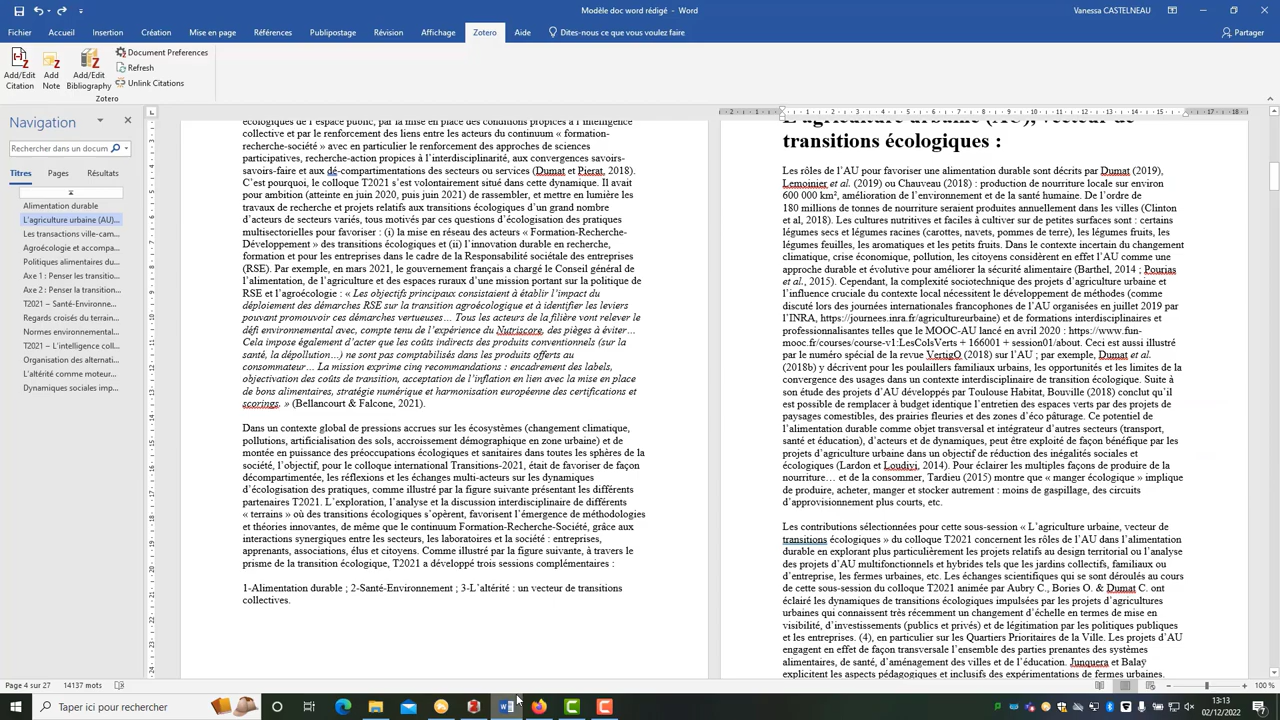 Modèle doc word rédigé - Word
Vanessa CASTELNEAU
Fichier Accueil Insertion Création Mise en page Références Publipostage Révision Affichage Zotero Aide Dites-nous ce que vous voulez faire Partager
Add/Edit Citation
Add Note
Add/Edit Bibliography
Document Preferences
Refresh
Unlink Citations
Zotero
Navigation
Rechercher dans un docum
Titres Pages Résultats
Alimentation durable
L'agriculture urbaine (AU)...
Les transactions ville-cam...
Agroécologie et accompa...
Politiques alimentaires du...
Axe 1 : Penser les transitio...
Axe 2 : Penser la transition...
T2021 – Santé-Environne...
Regards croisés du terrain...
Normes environnemental...
T2021 – L'intelligence coll...
Organisation des alternati...
L'altérité comme moteur...
Dynamiques sociales imp...
écologiques de l'espace public, par la mise en place des conditions propices à l'intelligence
collective et par le renforcement des liens entre les acteurs du continuum « formation-
recherche-société » avec en particulier le renforcement des approches de sciences
participatives, recherche-action propices à l'interdisciplinarité, aux convergences savoirs-
savoirs-faire et aux dé-compartimentations des secteurs ou services (Dumat et Pierat, 2018).
C'est pourquoi, le colloque T2021 s'est volontairement situé dans cette dynamique. Il avait
pour ambition (atteinte en juin 2020, puis juin 2021) de rassembler, et mettre en lumière les
travaux de recherche et projets relatifs aux transitions écologiques d'un grand nombre
d'acteurs de secteurs variés, tous motivés par ces questions d'écologisation des pratiques
multisectorielles pour favoriser : (i) la mise en réseau des acteurs « Formation-Recherche-
Développement » des transitions écologiques et (ii) l'innovation durable en recherche,
formation et pour les entreprises dans le cadre de la Responsabilité sociétale des entreprises
(RSE). Par exemple, en mars 2021, le gouvernement français a chargé le Conseil général de
l'alimentation, de l'agriculture et des espaces ruraux d'une mission portant sur la politique de
RSE et l'agroécologie : « Les objectifs principaux consistaient à établir l'impact du
déploiement des démarches RSE sur la transition agroécologique et à identifier les leviers
pouvant promouvoir ces démarches vertueuses… Tous les acteurs de la filière vont relever le
défi environnemental avec, compte tenu de l'expérience du Nutriscore, des pièges à éviter…
Cela impose également d'acter que les coûts indirects des produits conventionnels (sur la
santé, la dépollution…) ne sont pas comptabilisés dans les produits offerts au
consommateur… La mission exprime cinq recommandations : encadrement des labels,
objectivation des coûts de transition, acceptation de l'inflation en lien avec la mise en place
de bons alimentaires, stratégie numérique et harmonisation européenne des certifications et
scorings. » (Bellancourt & Falcone, 2021).
Dans un contexte global de pressions accrues sur les écosystèmes (changement climatique,
pollutions, artificialisation des sols, accroissement démographique en zone urbaine) et de
montée en puissance des préoccupations écologiques et sanitaires dans toutes les sphères de la
société, l'objectif, pour le colloque international Transitions-2021, était de favoriser de façon
décompartimentée, les réflexions et les échanges multi-acteurs sur les dynamiques
d'écologisation des pratiques, comme illustré par la figure suivante présentant les différents
partenaires T2021. L'exploration, l'analyse et la discussion interdisciplinaire de différents
« terrains » où des transitions écologiques s'opèrent, favorisent l'émergence de méthodologies
et théories innovantes, de même que le continuum Formation-Recherche-Société, grâce aux
interactions synergiques entre les secteurs, les laboratoires et la société : entreprises,
apprenants, associations, élus et citoyens. Comme illustré par la figure suivante, à travers le
prisme de la transition écologique, T2021 a développé trois sessions complémentaires :
1-Alimentation durable ; 2-Santé-Environnement ; 3-L'altérité : un vecteur de transitions
collectives.
L'agriculture urbaine (AU), vecteur de
transitions écologiques :
Les rôles de l'AU pour favoriser une alimentation durable sont décrits par Dumat (2019),
Lemoinier et al. (2019) ou Chauveau (2018) : production de nourriture locale sur environ
600 000 km², amélioration de l'environnement et de la santé humaine. De l'ordre de
180 millions de tonnes de nourriture seraient produites annuellement dans les villes (Clinton
et al, 2018). Les cultures nutritives et faciles à cultiver sur de petites surfaces sont : certains
légumes secs et légumes racines (carottes, navets, pommes de terre), les légumes fruits, les
légumes feuilles, les aromatiques et les petits fruits. Dans le contexte incertain du changement
climatique, crise économique, pollution, les citoyens considèrent en effet l'AU comme une
approche durable et évolutive pour améliorer la sécurité alimentaire (Barthel, 2014 ; Pourias
et al., 2015). Cependant, la complexité sociotechnique des projets d'agriculture urbaine et
l'influence cruciale du contexte local nécessitent le développement de méthodes (comme
discuté lors des journées internationales francophones de l'AU organisées en juillet 2019 par
l'INRA, https://journees.inra.fr/agricultureurbaine) et de formations interdisciplinaires et
professionnalisantes telles que le MOOC-AU lancé en avril 2020 : https://www.fun-
mooc.fr/courses/course-v1:LesColsVerts + 166001 + session01/about. Ceci est aussi illustré
par le numéro spécial de la revue VertigO (2018) sur l'AU ; par exemple, Dumat et al.
(2018b) y décrivent pour les poulaillers familiaux urbains, les opportunités et les limites de la
convergence des usages dans un contexte interdisciplinaire de transition écologique. Suite à
son étude des projets d'AU développés par Toulouse Habitat, Bouville (2018) conclut qu'il
est possible de remplacer à budget identique l'entretien des espaces verts par des projets de
paysages comestibles, des prairies fleuries et des zones d'éco pâturage. Ce potentiel de
l'alimentation durable comme objet transversal et intégrateur d'autres secteurs (transport,
santé et éducation), d'acteurs et de dynamiques, peut être exploité de façon bénéfique par les
projets d'agriculture urbaine dans un objectif de réduction des inégalités sociales et
écologiques (Lardon et Loudiyi, 2014). Pour éclairer les multiples façons de produire de la
nourriture… et de la consommer, Tardieu (2015) montre que « manger écologique » implique
de produire, acheter, manger et stocker autrement : moins de gaspillage, des circuits
d'approvisionnement plus courts, etc.
Les contributions sélectionnées pour cette sous-session « L'agriculture urbaine, vecteur de
transitions écologiques » du colloque T2021 concernent les rôles de l'AU dans l'alimentation
durable en explorant plus particulièrement les projets relatifs au design territorial ou l'analyse
des projets d'AU multifonctionnels et hybrides tels que les jardins collectifs, familiaux ou
d'entreprise, les fermes urbaines, etc. Les échanges scientifiques qui se sont déroulés au cours
de cette sous-session du colloque T2021 animée par Aubry C., Bories O. & Dumat C. ont
éclairé les dynamiques de transitions écologiques impulsées par les projets d'agricultures
urbaines qui connaissent très récemment un changement d'échelle en termes de mise en
visibilité, d'investissements (publics et privés) et de légitimation par les politiques publiques
et les entreprises. (4), en particulier sur les Quartiers Prioritaires de la Ville. Les projets d'AU
engagent en effet de façon transversale l'ensemble des parties prenantes des systèmes
alimentaires, de santé, d'aménagement des villes et de l'éducation. Junquera et Balaÿ
explicitent les aspects pédagogiques et inclusifs des expérimentations de fermes urbaines.
Page 4 sur 27 14137 mots
100 %
Taper ici pour rechercher
13:13
02/12/2022